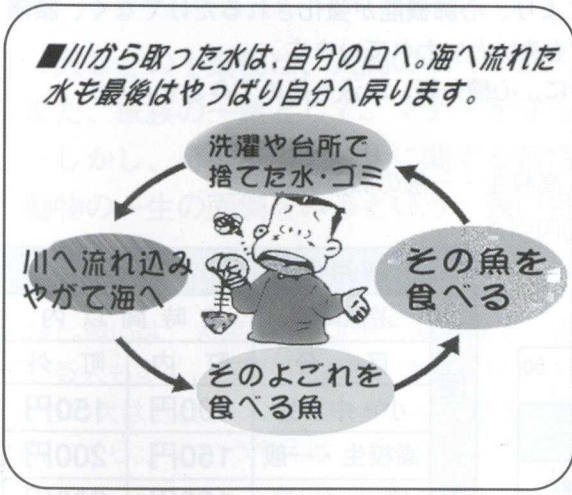 ■川から取った水は、自分の口へ。海へ流れた
水も最後はやっぱり自分へ戻ります。
洗濯や台所で
捨てた水・ゴミ
川へ流れ込み
やがて海へ
そのよごれを
食べる魚
その魚を
食べる